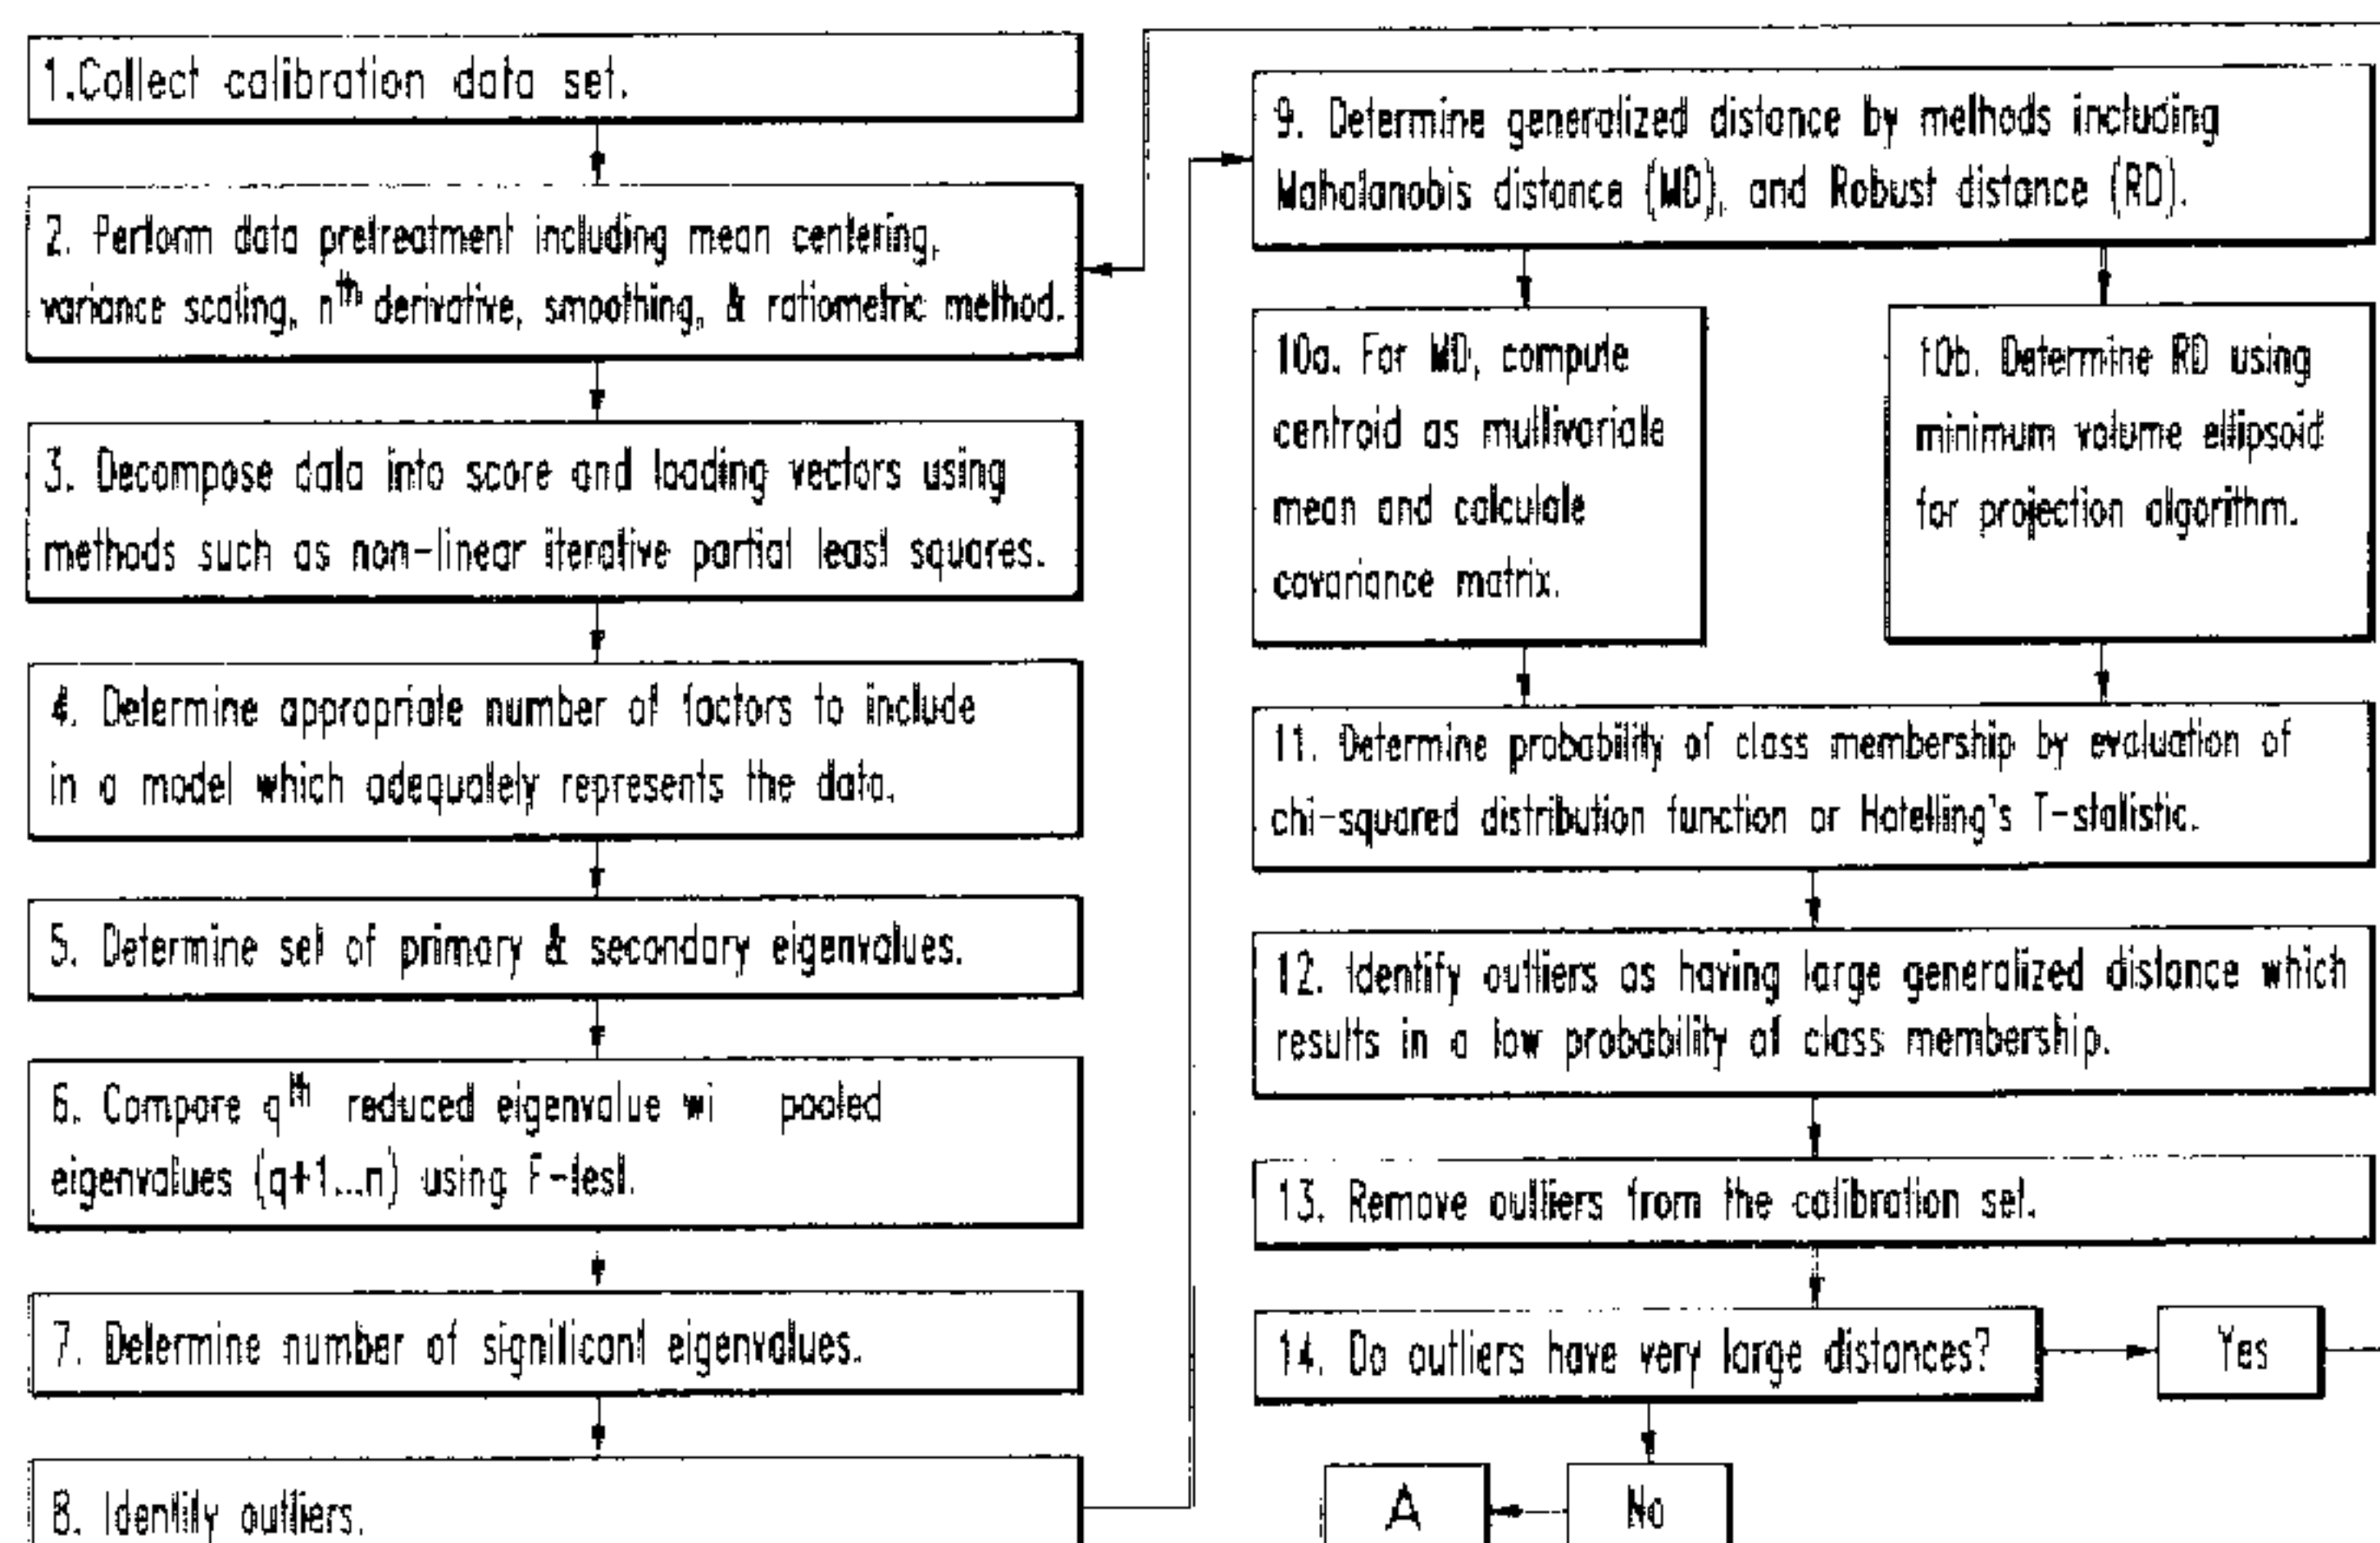 1.Collect calibration data set.
2. Perform data pretreatment including mean centering,
variance scaling, nth derivative, smoothing, & ratiometric method.
3. Decompose data into score and loading vectors using
methods such as non-linear iterative partial least squares.
4. Determine appropriate number of factors to include
in a model which adequately represents the data.
5. Determine set of primary & secondary eigenvalues.
6. Compare qth reduced eigenvalue wi pooled
eigenvalues (q+1...n) using F-test.
7. Determine number of significant eigenvalues.
8. Identify outliers.
9. Determine generalized distance by methods including
Mahalanobis distance (MD), and Robust distance (RD).
10a. For MD, compute
centroid as multivariate
mean and calculate
covariance matrix.
10b. Determine RD using
minimum volume ellipsoid
for projection algorithm.
11. Determine probability of class membership by evaluation of
chi-squared distribution function or Hotelling's T-statistic.
12. Identify outliers as having large generalized distance which
results in a low probability of class membership.
13. Remove outliers from the calibration set.
14. Do outliers have very large distances?
Yes
No
A